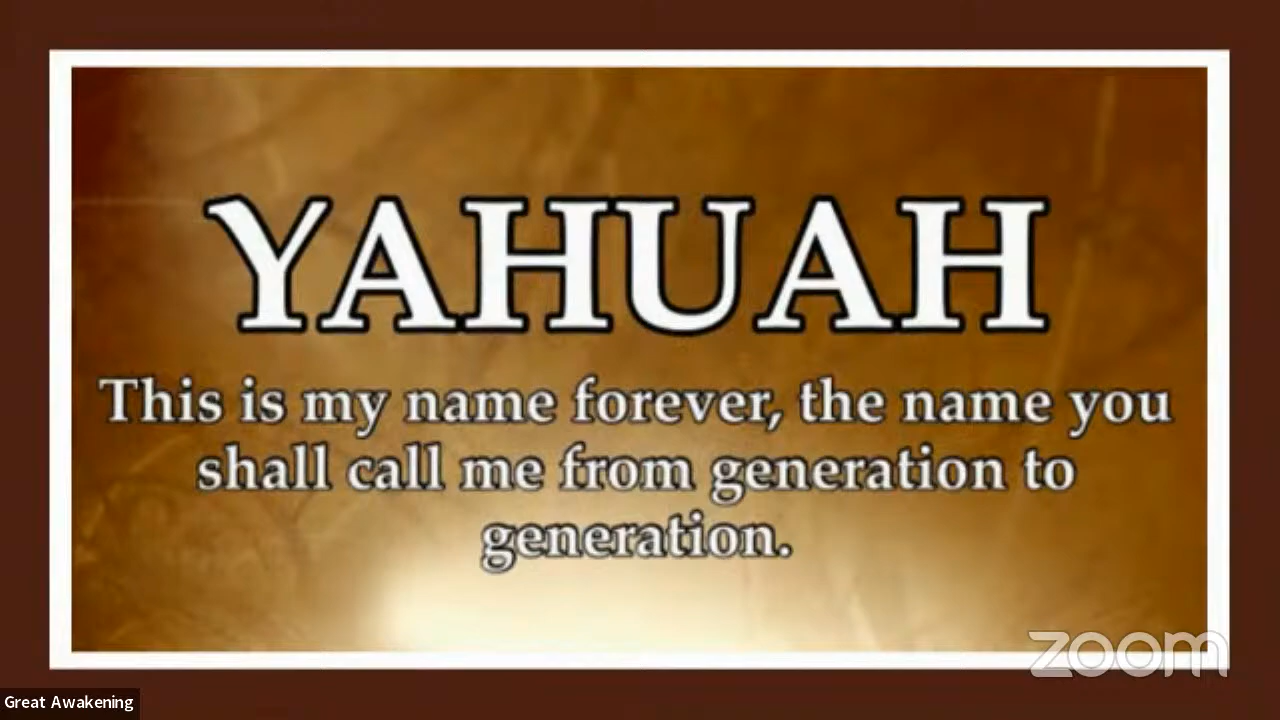 YAHUAH
This is my name forever, the name you
shall call me from generation to
generation.
zoom
Great Awakening